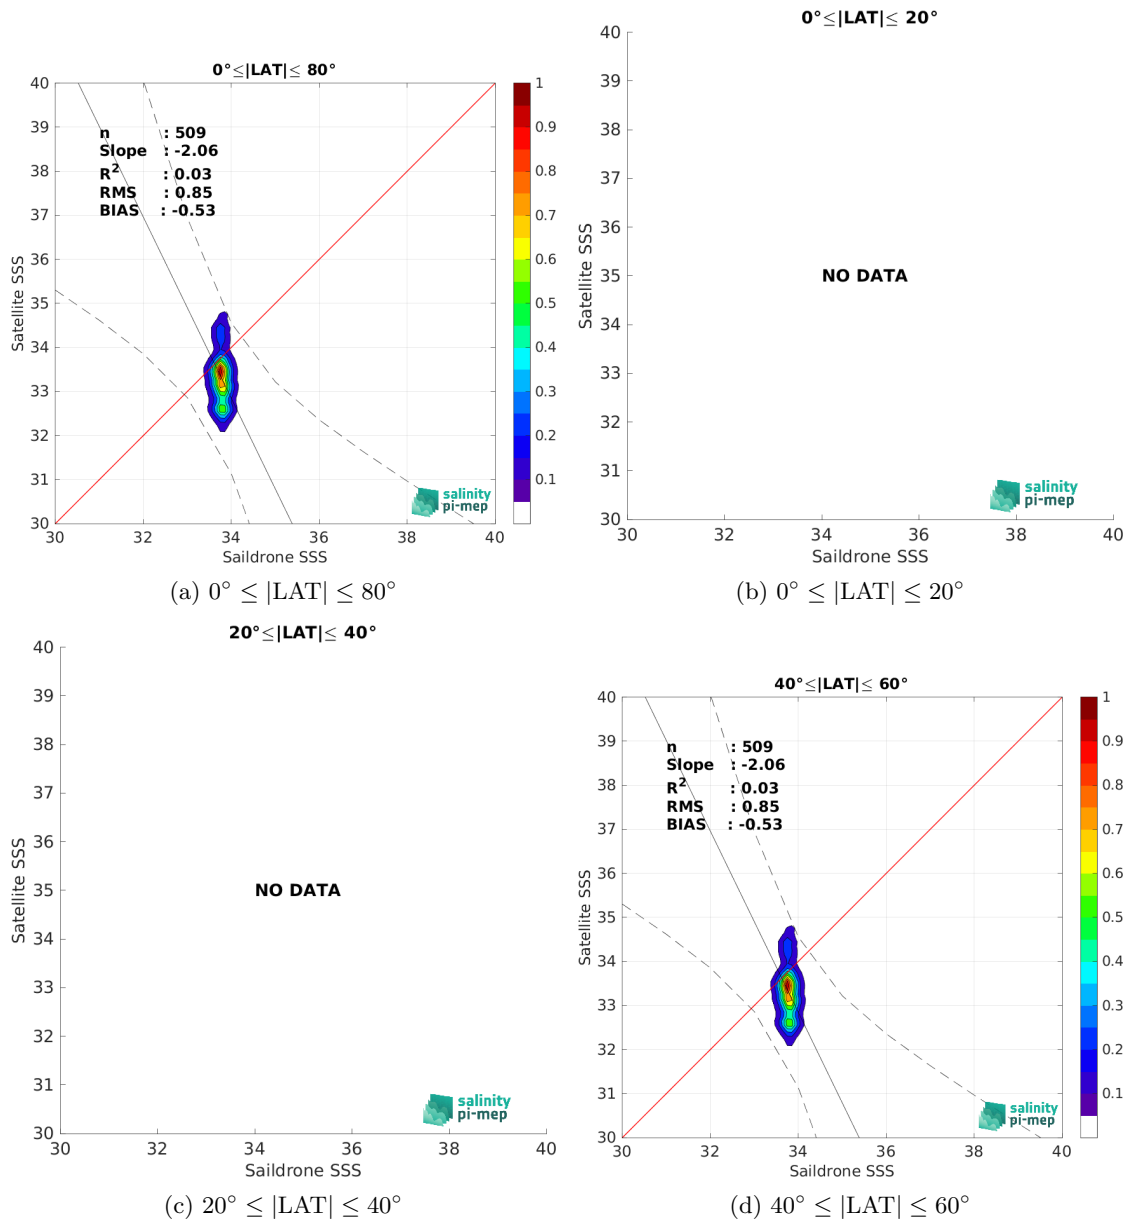 0°≤|LAT|≤ 80°
40
39
38
37
36
35
34
33
32
31
30
n : 509
Slope : -2.06
R² : 0.03
RMS : 0.85
BIAS : -0.53
Satellite SSS
30 32 34 36 38 40
Saildrone SSS
salinity
pi-mep
1
0.9
0.8
0.7
0.6
0.5
0.4
0.3
0.2
0.1
(a) 0° ≤ |LAT| ≤ 80°
0°≤|LAT|≤ 20°
40
39
38
37
36
35
34
33
32
31
30
Satellite SSS
NO DATA
salinity
pi-mep
30 32 34 36 38 40
Saildrone SSS
(b) 0° ≤ |LAT| ≤ 20°
20°≤|LAT|≤ 40°
40
39
38
37
36
35
34
33
32
31
30
Satellite SSS
NO DATA
salinity
pi-mep
30 32 34 36 38 40
Saildrone SSS
(c) 20° ≤ |LAT| ≤ 40°
40°≤|LAT|≤ 60°
40
39
38
37
36
35
34
33
32
31
30
n : 509
Slope : -2.06
R² : 0.03
RMS : 0.85
BIAS : -0.53
Satellite SSS
30 32 34 36 38 40
Saildrone SSS
salinity
pi-mep
1
0.9
0.8
0.7
0.6
0.5
0.4
0.3
0.2
0.1
(d) 40° ≤ |LAT| ≤ 60°